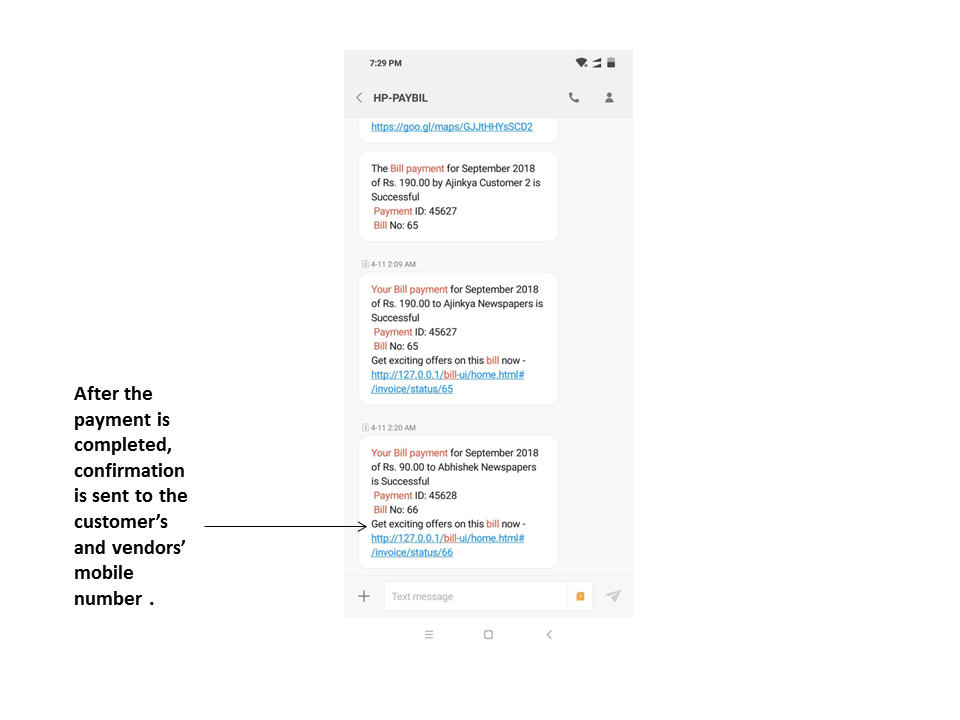 7:29 PM
HP-PAYBIL
https://goo.gl/maps/GJJtHHYsSCD2
The Bill payment for September 2018
of Rs. 190.00 by Ajinkya Customer 2 is
Successful
Payment ID: 45627
Bill No: 65
4-11 2:09 AM
Your Bill payment for September 2018
of Rs. 190.00 to Ajinkya Newspapers is
Successful
Payment ID: 45627
Bill No: 65
Get exciting offers on this bill now -
http://127.0.0.1/bill-ui/home.html#
/invoice/status/65
4-11 2:20 AM
Your Bill payment for September 2018
of Rs. 90.00 to Abhishek Newspapers
is Successful
Payment ID: 45628
Bill No: 66
Get exciting offers on this bill now -
http://127.0.0.1/bill-ui/home.html#
/invoice/status/66
Text message
After the
payment is
completed,
confirmation
is sent to the
customer’s
and vendors’
mobile
number .